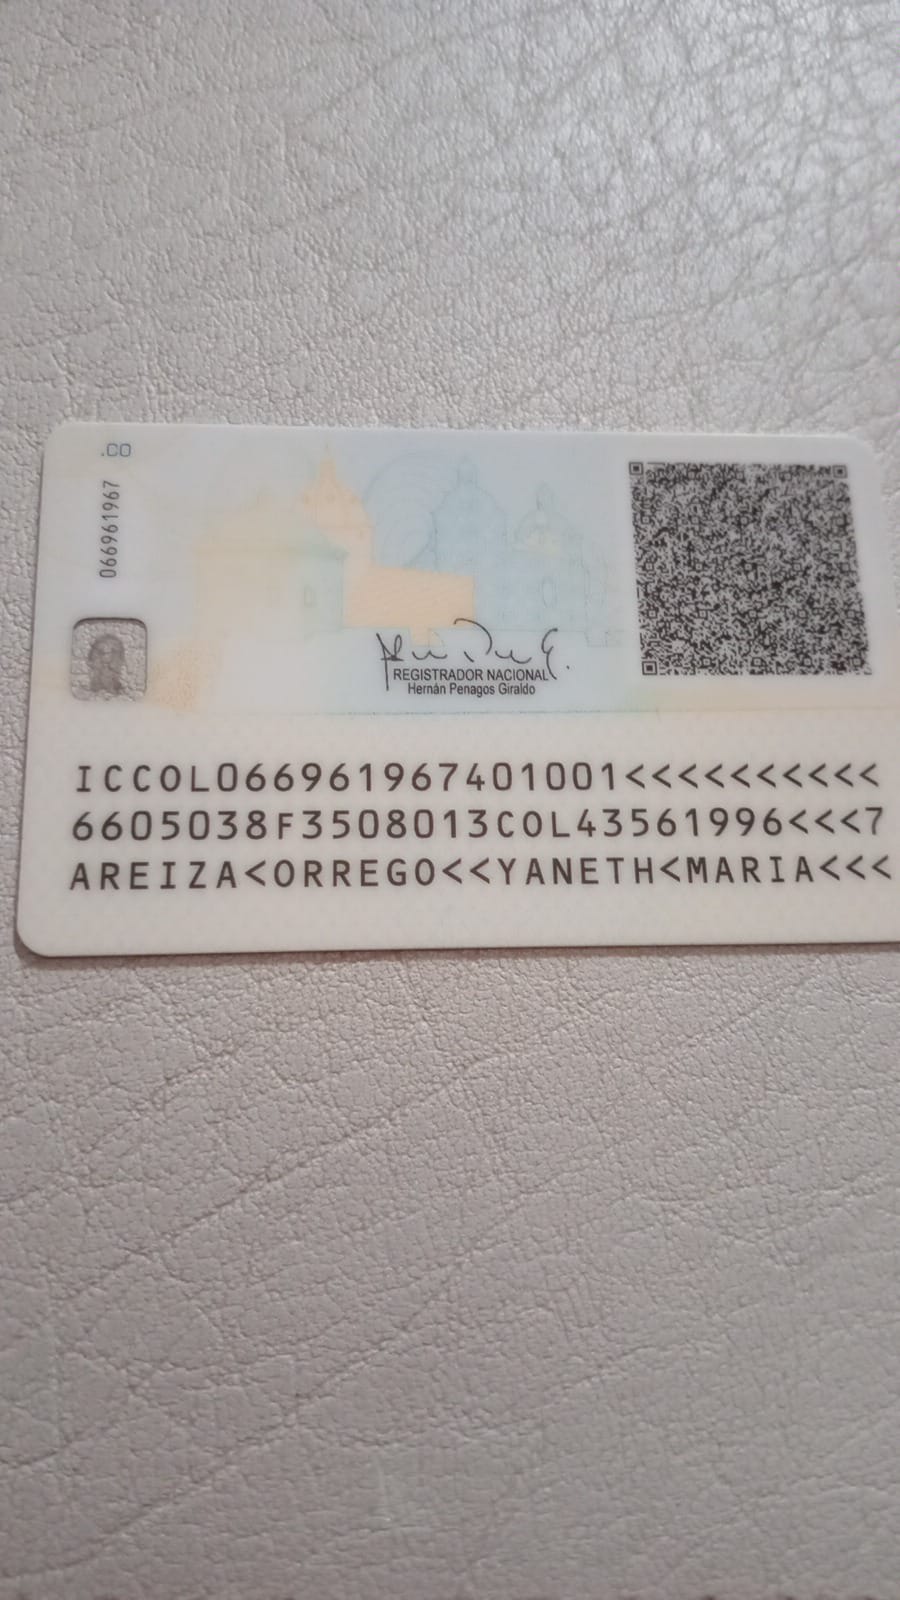 .CO
066961967
REGISTRADOR NACIONAL
Hernán Penagos Giraldo
ICCOL066961967401001<<<<<<<<<<
6605038F3508013COL43561996<<<7
AREIZA<ORREGO<<YANETH<MARIA<<<